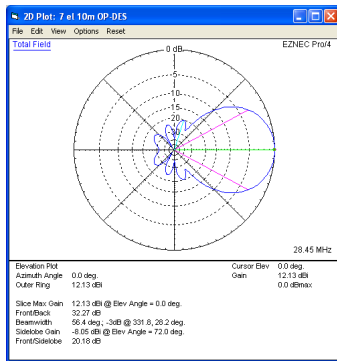 2D Plot: 7 el 10m OP-DES
File Edit View Options Reset
Total Field
EZNEC Pro/4
0 dB
-5
-10
-15
-20
-30
28.45 MHz
Elevation Plot
Cursor Elev 0.0 deg.
Azimuth Angle 0.0 deg.
Gain 12.13 dBi
Outer Ring 12.13 dBi
0.0 dBmax
Slice Max Gain 12.13 dBi @ Elev Angle = 0.0 deg.
Front/Back 32.27 dB
Beamwidth 56.4 deg.; -3dB @ 331.8, 28.2 deg.
Sidelobe Gain -8.05 dBi @ Elev Angle = 72.0 deg.
Front/Sidelobe 20.18 dB